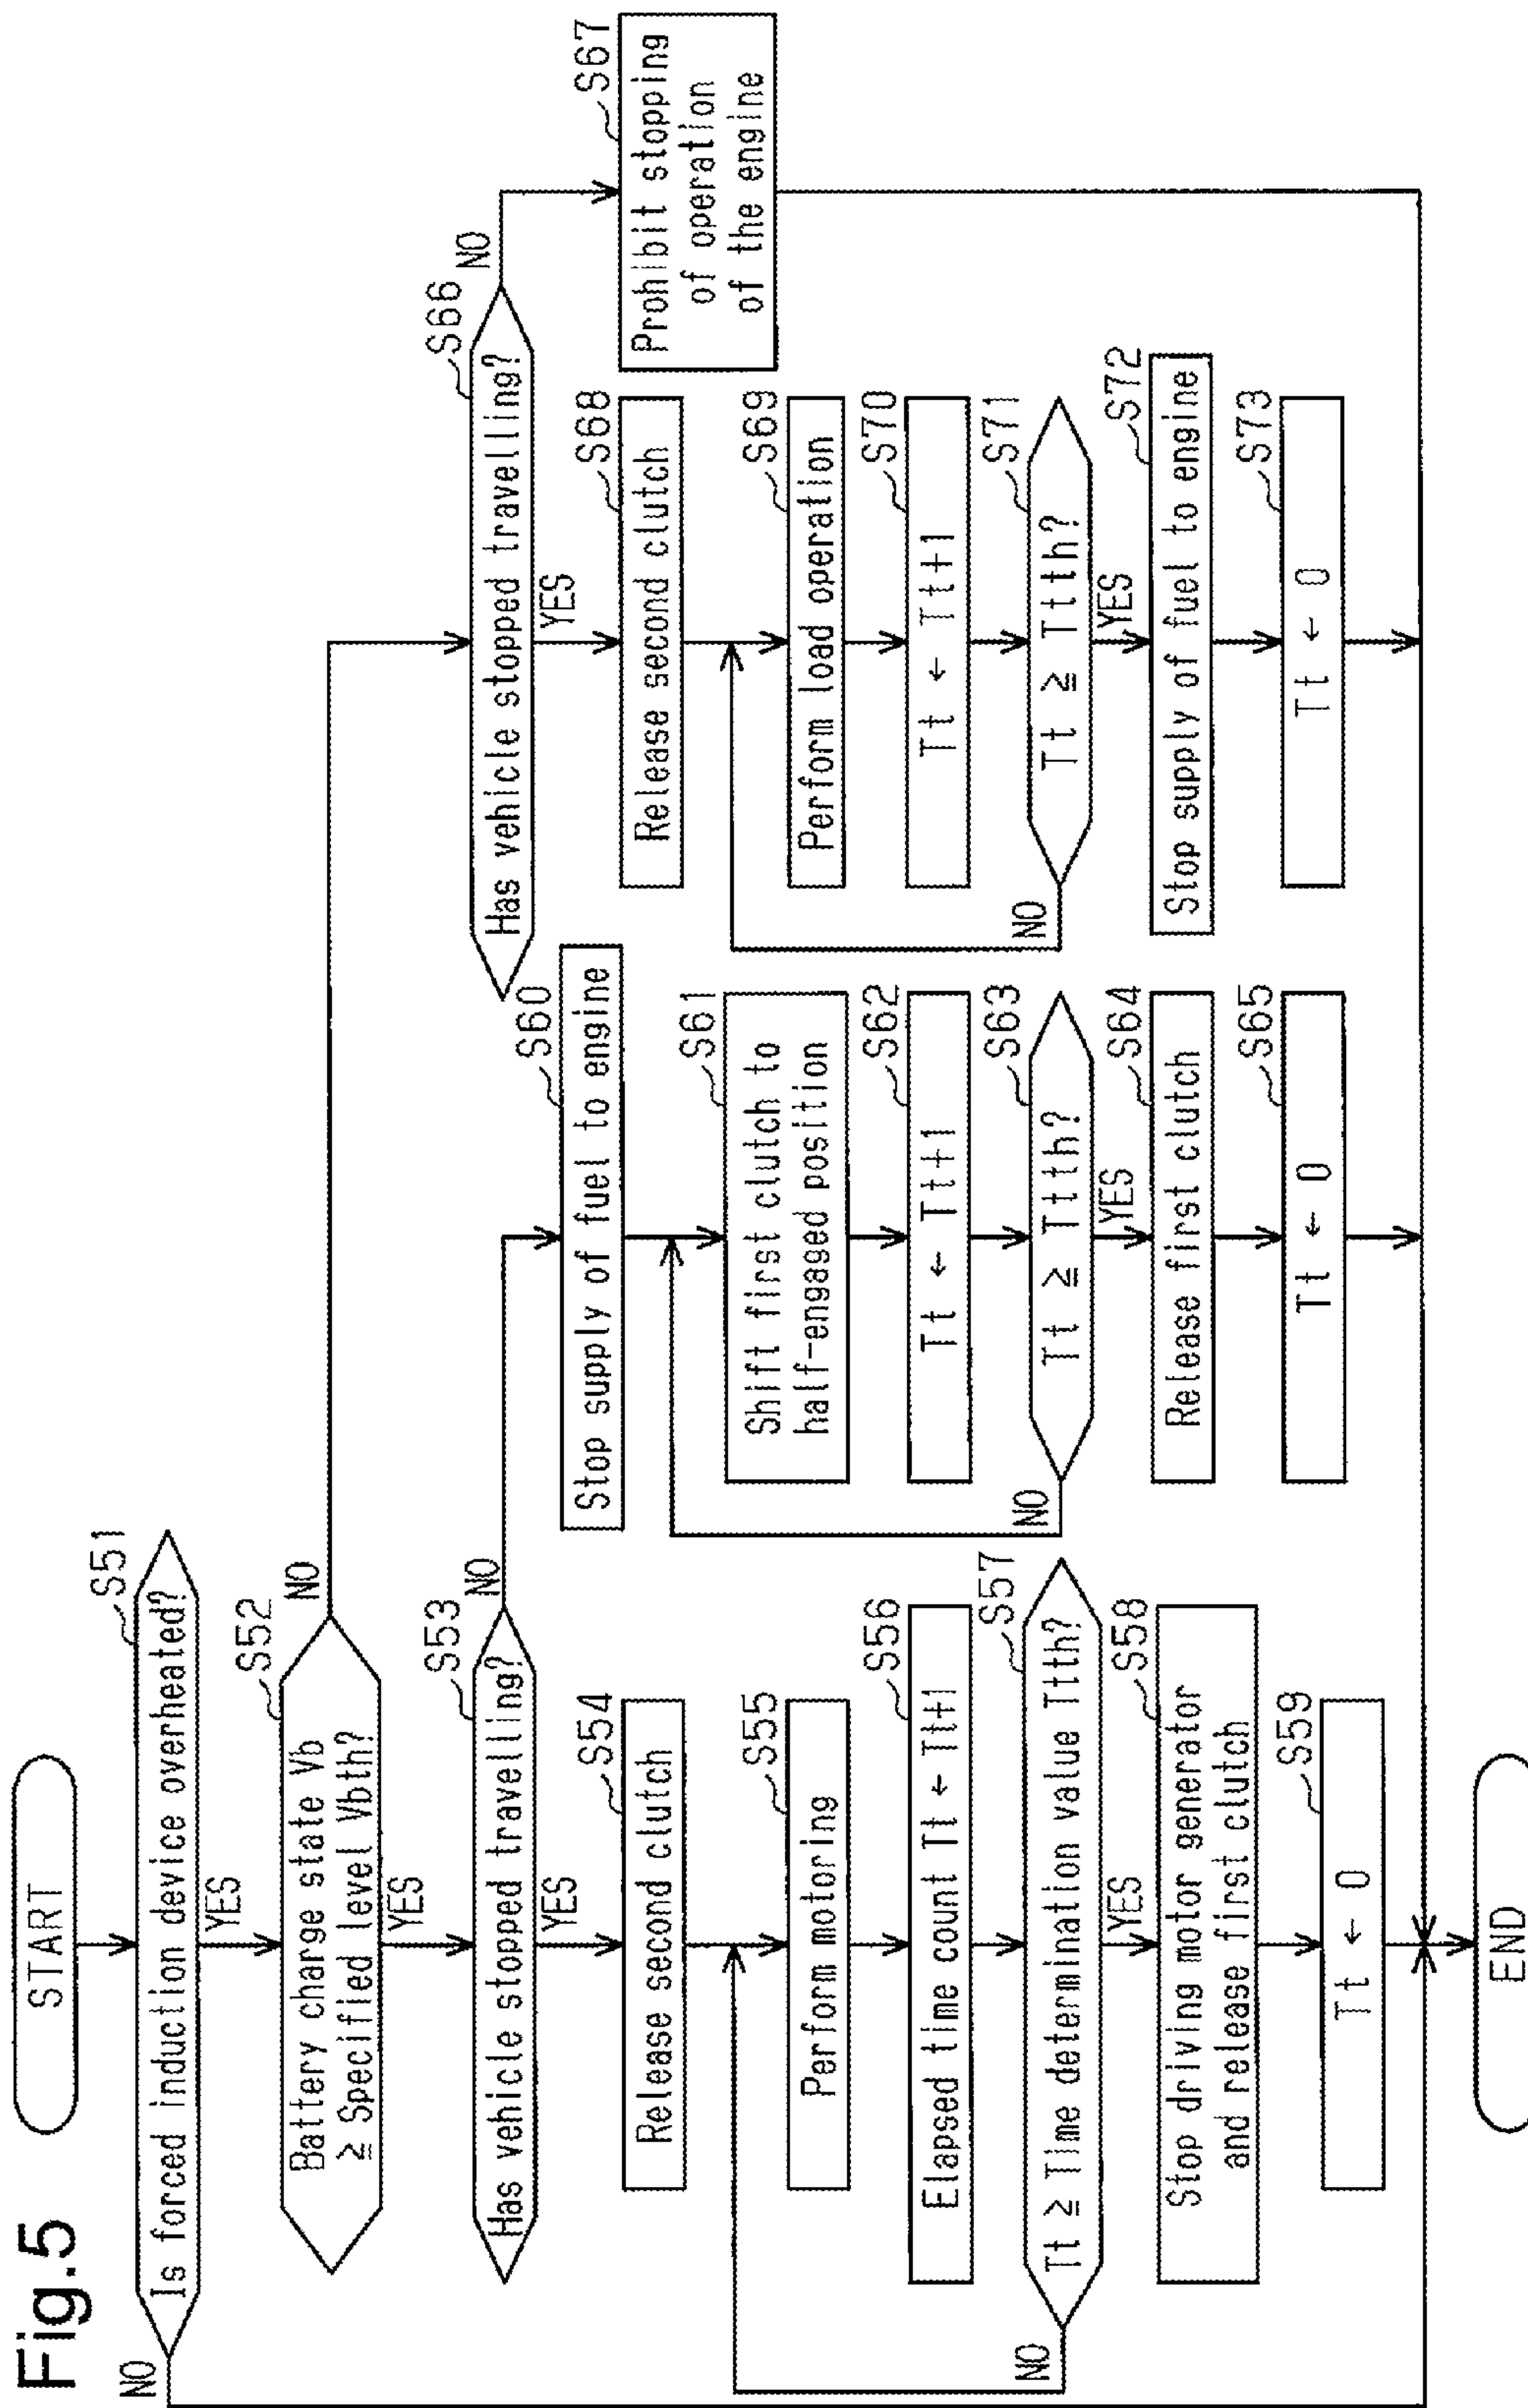 Fig.5
START
S51
Is forced induction device overheated?
NO
YES
S52
Battery charge state Vb
≧ Specified level Vbth?
NO
YES
S53
Has vehicle stopped travelling?
NO
YES
S54
Release second clutch
S55
Perform motoring
S56
Elapsed time count Tt ← Tt+1
S57
Tt ≧ Time determination value Ttth?
NO
YES
S58
Stop driving motor generator
and release first clutch
S59
Tt ← 0
S60
Stop supply of fuel to engine
S61
Shift first clutch to
half-engaged position
S62
Tt ← Tt+1
S63
Tt ≧ Ttth?
NO
YES
S64
Release first clutch
S65
Tt ← 0
S66
Has vehicle stopped travelling?
NO
YES
S67
Prohibit stopping
of operation
of the engine
S68
Release second clutch
S69
Perform load operation
S70
Tt ← Tt+1
S71
Tt ≧ Ttth?
NO
YES
S72
Stop supply of fuel to engine
S73
Tt ← 0
END